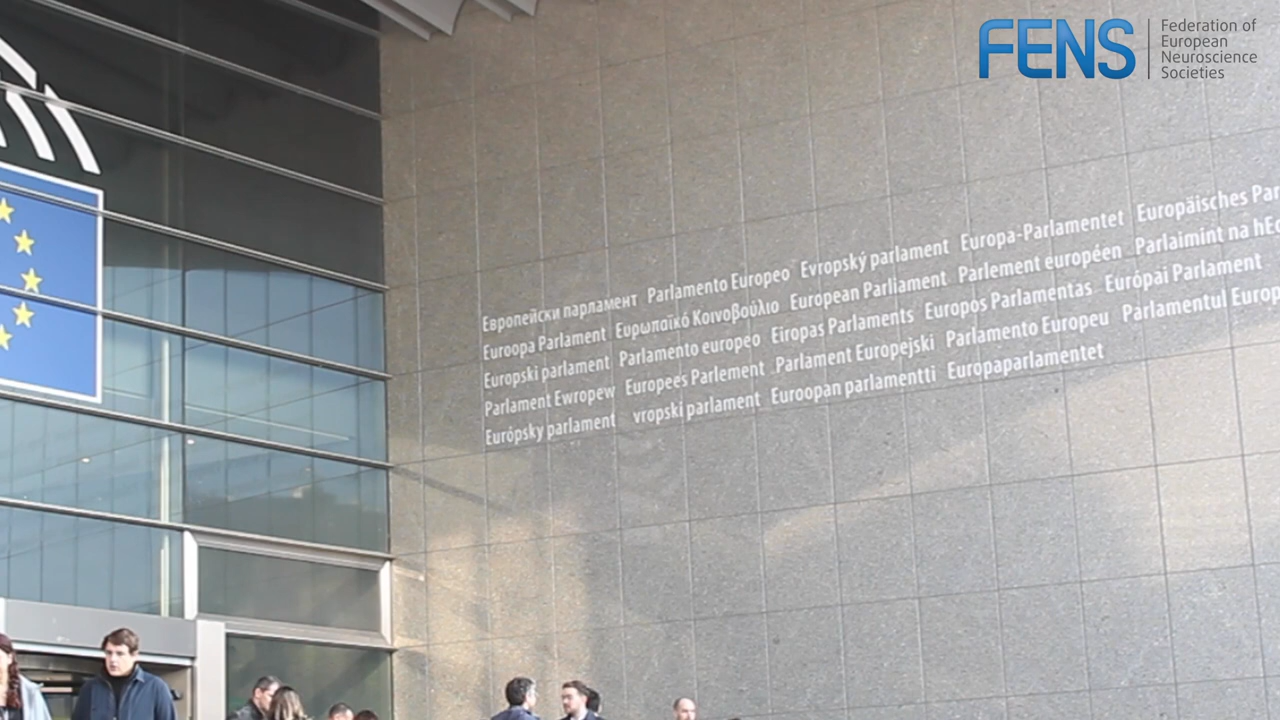 FENS
Federation of
European
Neuroscience
Societies
Европейски парламент Parlamento Europeo Evropský parlament Europa-Parlamentet Europäisches Par
Euroopa Parlament Ευρωπαϊκό Κοινοβούλιο European Parliament Parlement européen Parlaimint na hEo
Europski parlament Parlamento europeo Eiropas Parlaments Europos Parlamentas Európai Parlament
Parlament Ewropew Europees Parlement Parlament Europejski Parlamento Europeu Parlamentul Europ
Európsky parlament vropski parlament Euroopan parlamentti Europaparlamentet